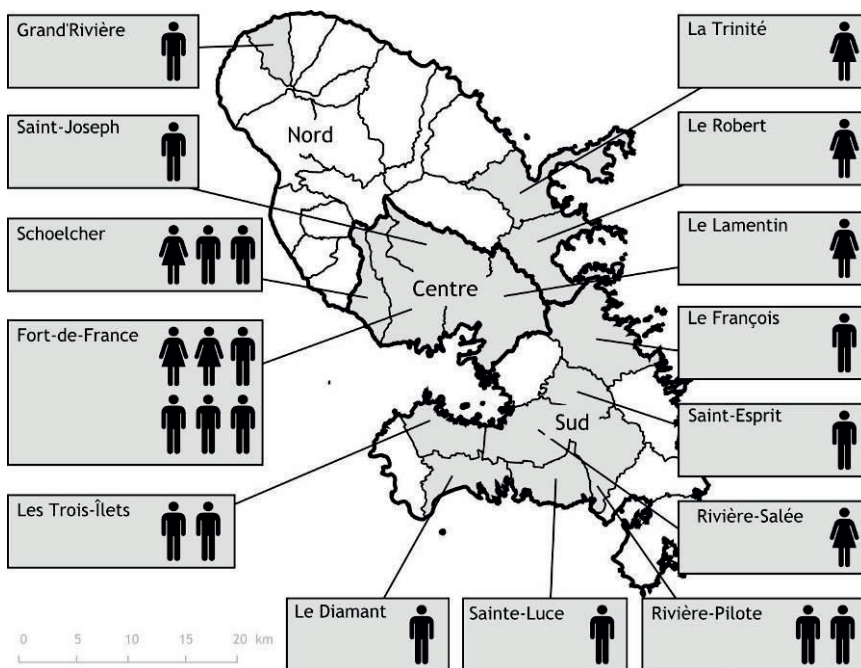 Grand'Rivière
Saint-Joseph
Schoelcher
Fort-de-France
Les Trois-Îlets
Nord
Centre
Sud
La Trinité
Le Robert
Le Lamentin
Le François
Saint-Esprit
Rivière-Salée
Le Diamant
Sainte-Luce
Rivière-Pilote
0 5 10 15 20 km